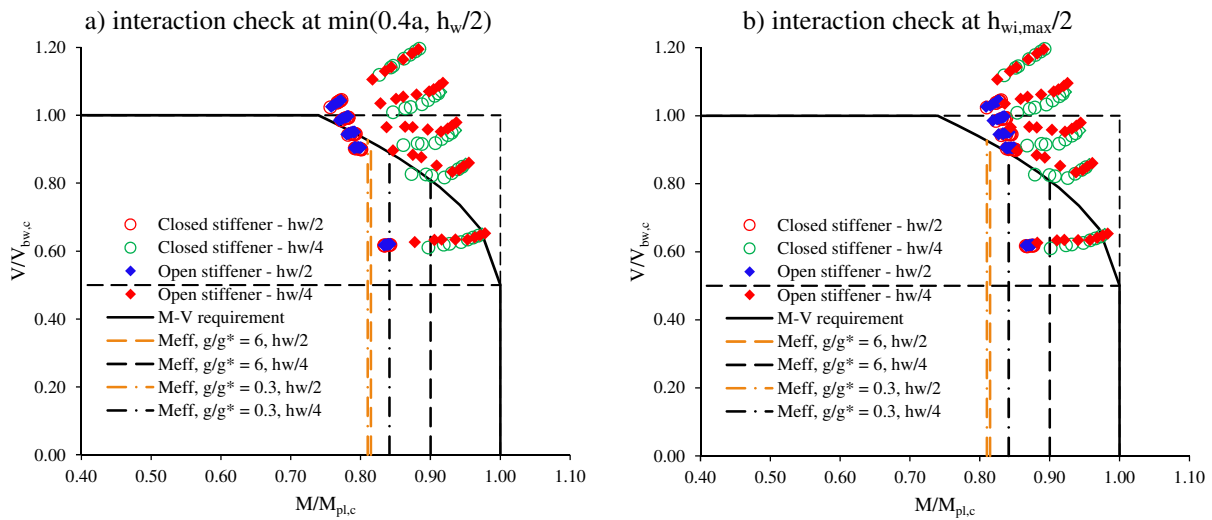 a) interaction check at min(0.4a, hw/2)
1.20
1.00
0.80
0.60
0.40
0.20
0.00
V/Vbw,c
Closed stiffener - hw/2
Closed stiffener - hw/4
Open stiffener - hw/2
Open stiffener - hw/4
M-V requirement
Meff, g/g* = 6, hw/2
Meff, g/g* = 6, hw/4
Meff, g/g* = 0.3, hw/2
Meff, g/g* = 0.3, hw/4
0.40 0.50 0.60 0.70 0.80 0.90 1.00 1.10
M/Mpl,c
b) interaction check at hwi,max/2
1.20
1.00
0.80
0.60
0.40
0.20
0.00
V/Vbw,c
Closed stiffener - hw/2
Closed stiffener - hw/4
Open stiffener - hw/2
Open stiffener - hw/4
M-V requirement
Meff, g/g* = 6, hw/2
Meff, g/g* = 6, hw/4
Meff, g/g* = 0.3, hw/2
Meff, g/g* = 0.3, hw/4
0.40 0.50 0.60 0.70 0.80 0.90 1.00 1.10
M/Mpl,c